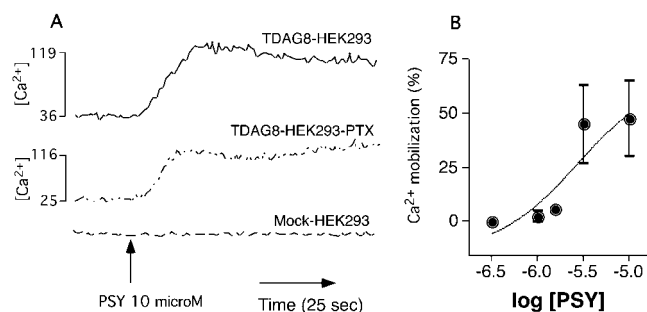 A
TDAG8-HEK293
119
[Ca2+]
36
TDAG8-HEK293-PTX
116
[Ca2+]
25
Mock-HEK293
PSY 10 microM
Time (25 sec)
B
Ca2+ mobilization (%)
75
50
25
0
-6.5 -6.0 -5.5 -5.0
log [PSY]